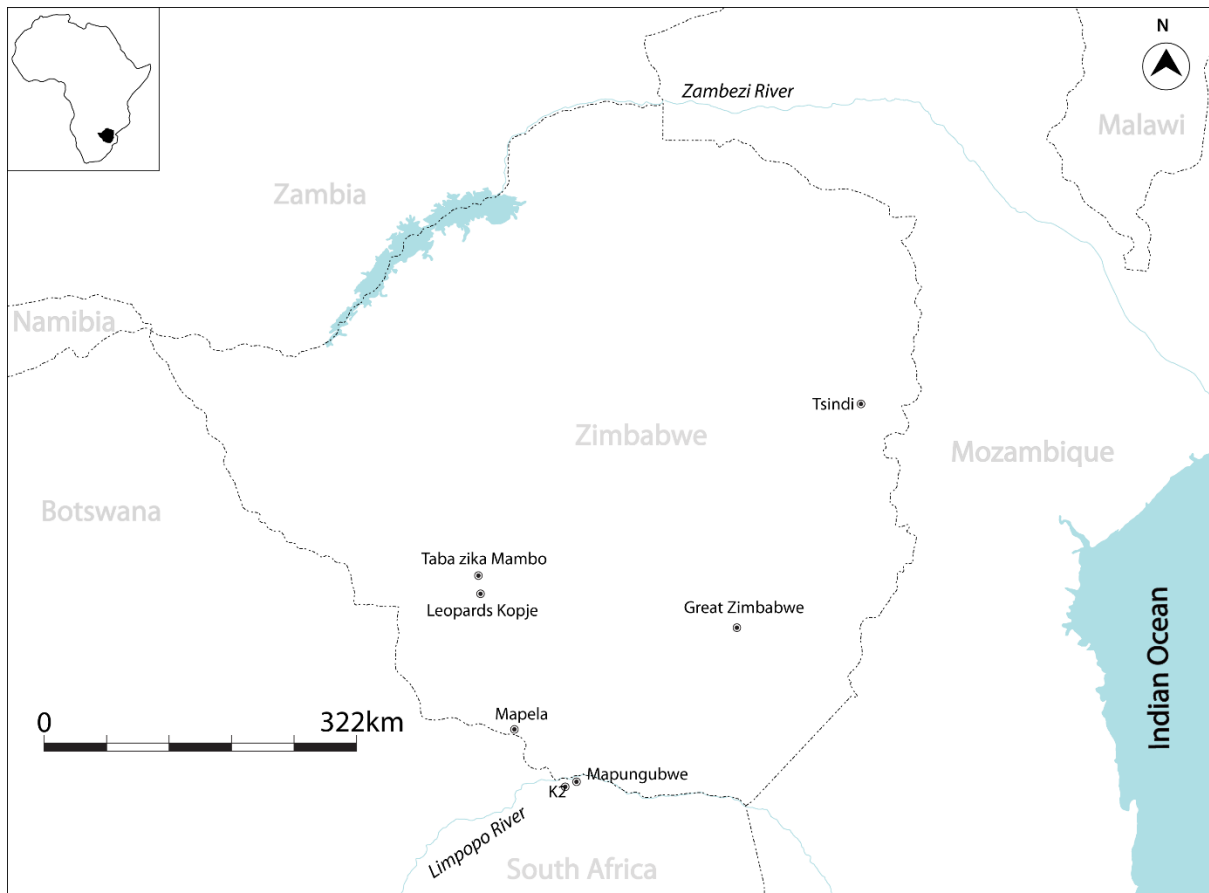 N
Zambezi River
Malawi
Zambia
Namibia
Tsindi
Zimbabwe
Mozambique
Botswana
Taba zika Mambo
Leopards Kopje
Great Zimbabwe
Indian Ocean
0
322km
Mapela
Mapungubwe
K2
Limpopo River
South Africa